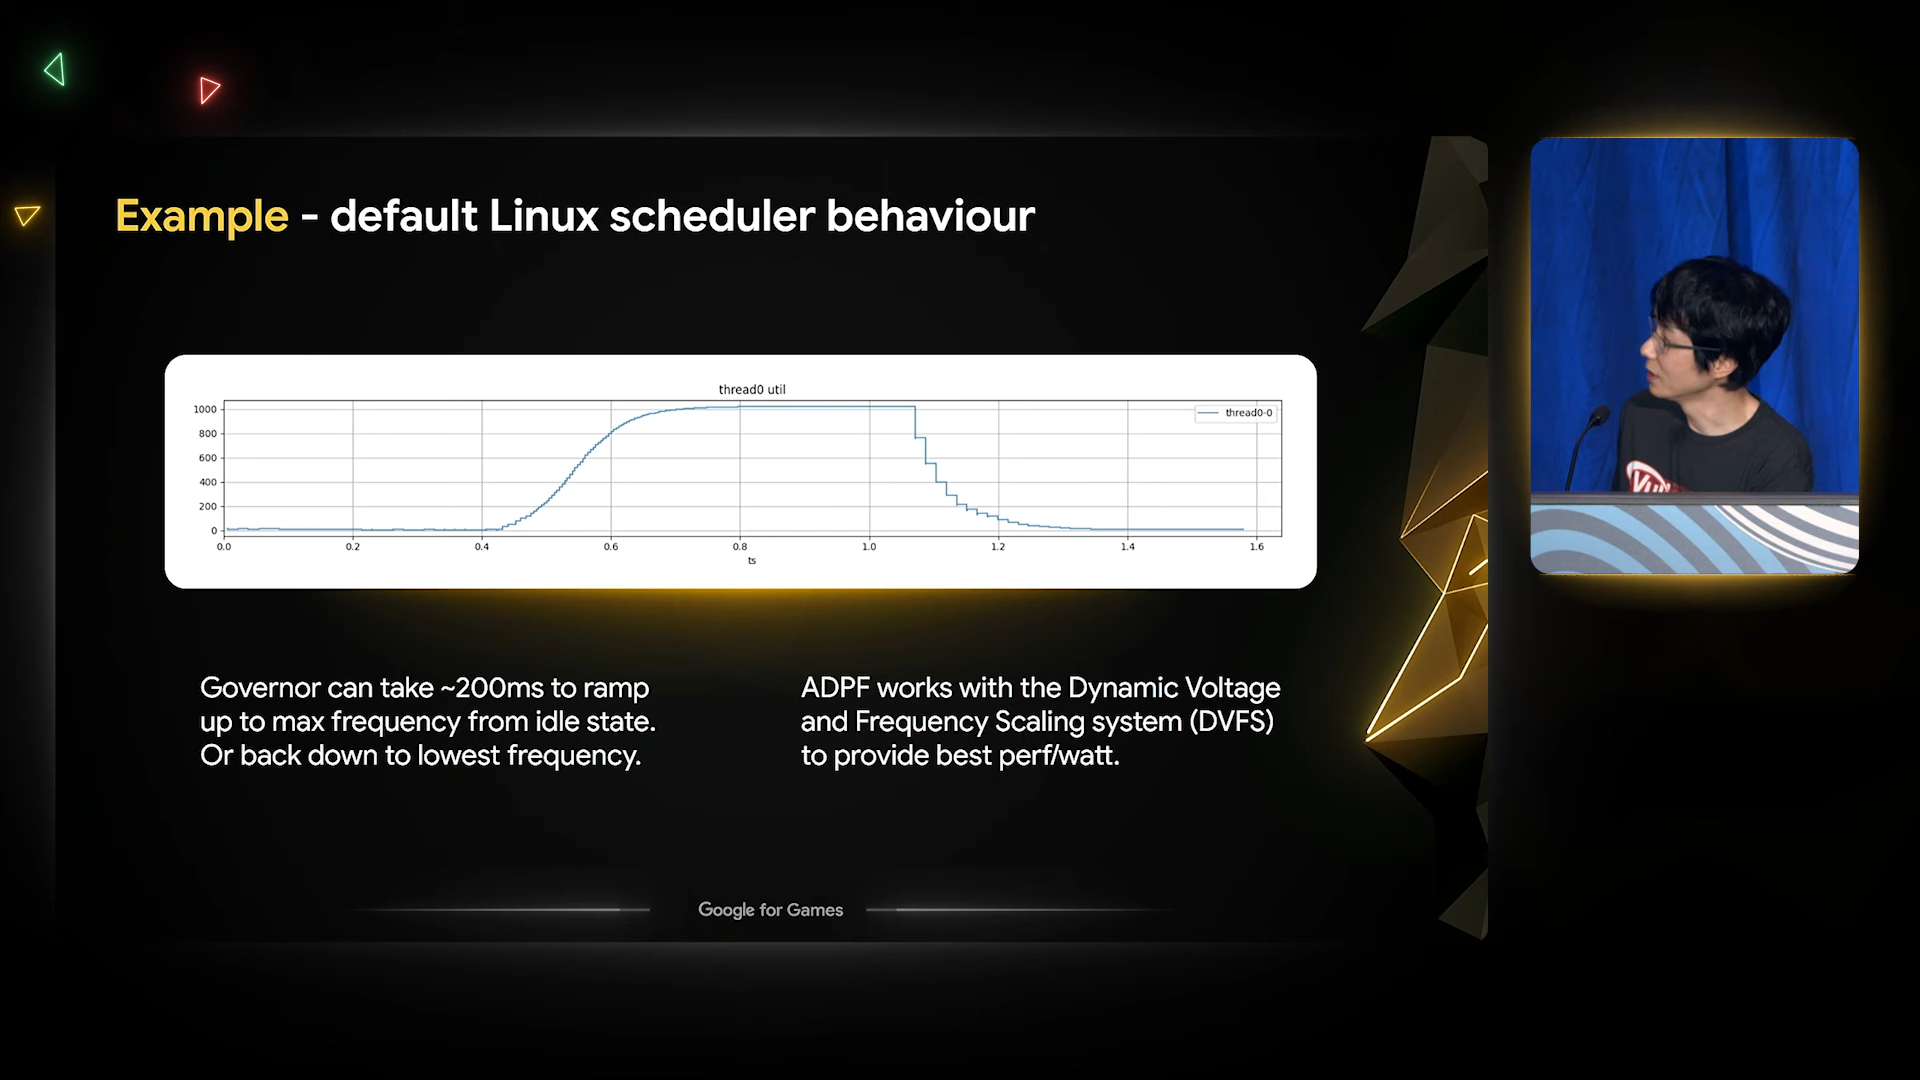 Example - default Linux scheduler behaviour
thread0 util
thread0-0
1000
800
600
400
200
0
0.0 0.2 0.4 0.6 0.8 1.0 1.2 1.4 1.6
ts
Governor can take ~200ms to ramp
up to max frequency from idle state.
Or back down to lowest frequency.
ADPF works with the Dynamic Voltage
and Frequency Scaling system (DVFS)
to provide best perf/watt.
Google for Games